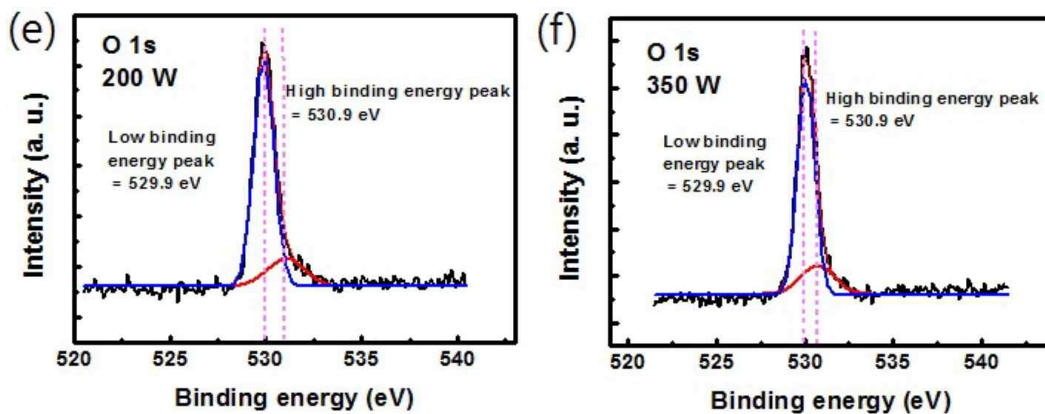 (e)
O 1s
200 W
High binding energy peak
= 530.9 eV
Low binding
energy peak
= 529.9 eV
Intensity (a. u.)
520 525 530 535 540
Binding energy (eV)
(f)
O 1s
350 W
High binding energy peak
= 530.9 eV
Low binding
energy peak
= 529.9 eV
Intensity (a. u.)
520 525 530 535 540
Binding energy (eV)